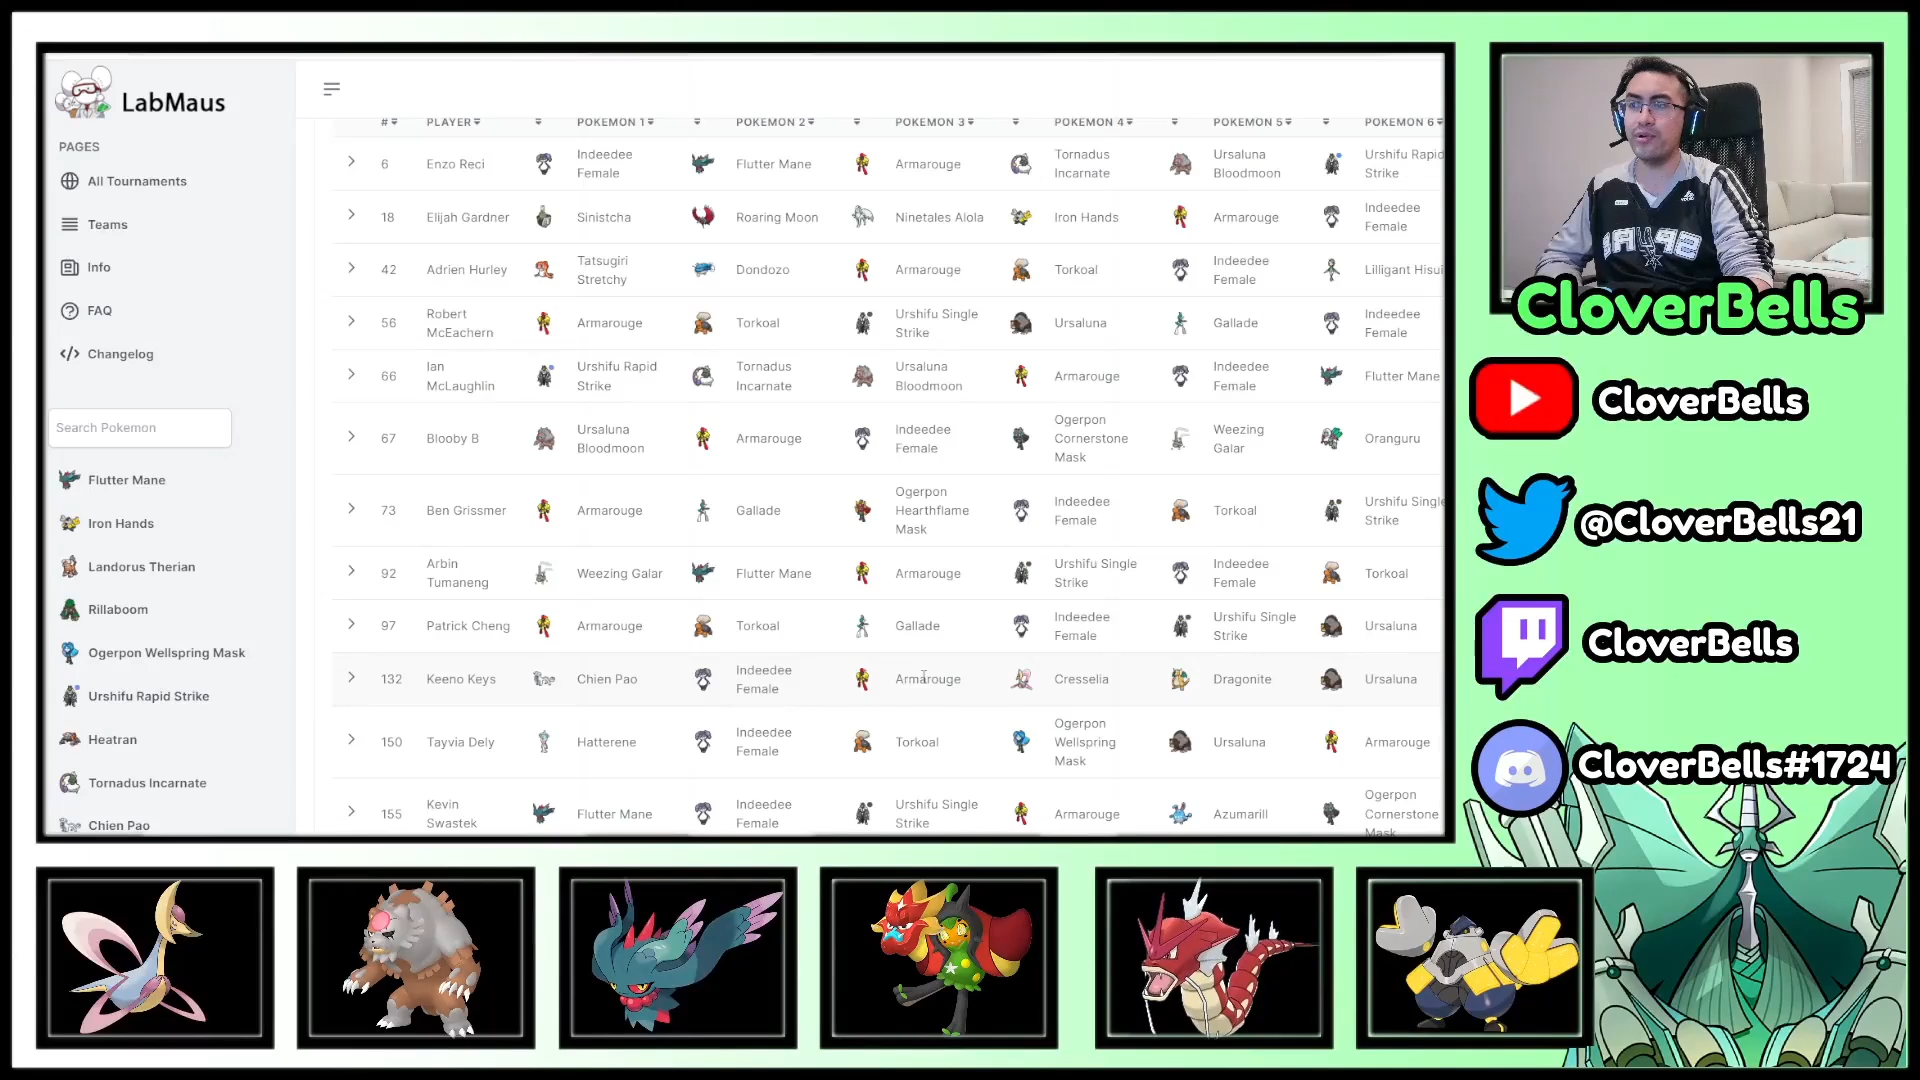 LabMaus
PAGES
All Tournaments
Teams
Info
FAQ
Changelog
Search Pokemon
Flutter Mane
Iron Hands
Landorus Therian
Rillaboom
Ogerpon Wellspring Mask
Urshifu Rapid Strike
Heatran
Tornadus Incarnate
Chien Pao
# PLAYER POKEMON 1 POKEMON 2 POKEMON 3 POKEMON 4 POKEMON 5 POKEMON 6
6 Enzo Reci Indeedee Female Flutter Mane Armarouge Tornadus Incarnate Ursaluna Bloodmoon Urshifu Rapid Strike
18 Elijah Gardner Sinistcha Roaring Moon Ninetales Alola Iron Hands Armarouge Indeedee Female
42 Adrien Hurley Tatsugiri Stretchy Dondozo Armarouge Torkoal Indeedee Female Lilligant Hisui
56 Robert McEachern Armarouge Torkoal Urshifu Single Strike Ursaluna Gallade Indeedee Female
66 Ian McLaughlin Urshifu Rapid Strike Tornadus Incarnate Ursaluna Bloodmoon Armarouge Indeedee Female Flutter Mane
67 Blooby B Ursaluna Bloodmoon Armarouge Indeedee Female Ogerpon Cornerstone Mask Weezing Galar Oranguru
73 Ben Grissmer Armarouge Gallade Ogerpon Hearthflame Mask Indeedee Female Torkoal Urshifu Single Strike
92 Arbin Tumaneng Weezing Galar Flutter Mane Armarouge Urshifu Single Strike Indeedee Female Torkoal
97 Patrick Cheng Armarouge Torkoal Gallade Indeedee Female Urshifu Single Strike Ursaluna
132 Keeno Keys Chien Pao Indeedee Female Armarouge Cresselia Dragonite Ursaluna
150 Tayvia Dely Hatterene Indeedee Female Torkoal Ogerpon Wellspring Mask Ursaluna Armarouge
155 Kevin Swastek Flutter Mane Indeedee Female Urshifu Single Strike Armarouge Azumarill Ogerpon Cornerstone Mask
CloverBells
CloverBells
@CloverBells21
CloverBells
CloverBells#1724